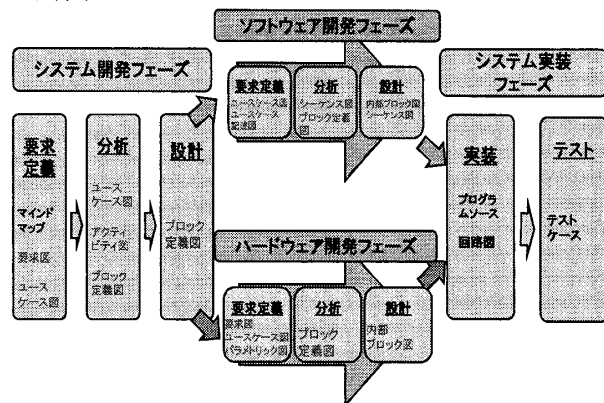 システム開発フェーズ
要求
定義
マインド
マップ
要求図
ユース
ケース図
分析
ユース
ケース図
アクティ
ビティ図
ブロック
定義図
設計
ブロック
定義図
ソフトウェア開発フェーズ
要求定義
ユースケース図
ユースケース
記述図
分析
シーケンス図
ブロック定義
図
設計
内部ブロック図
シーケンス図
ハードウェア開発フェーズ
要求定義
要求図
ユースケース図
パラメトリック図
分析
ブロック
定義図
設計
内部
ブロック図
システム実装
フェーズ
実装
プログラ
ムソース
回路図
テスト
テスト
ケース